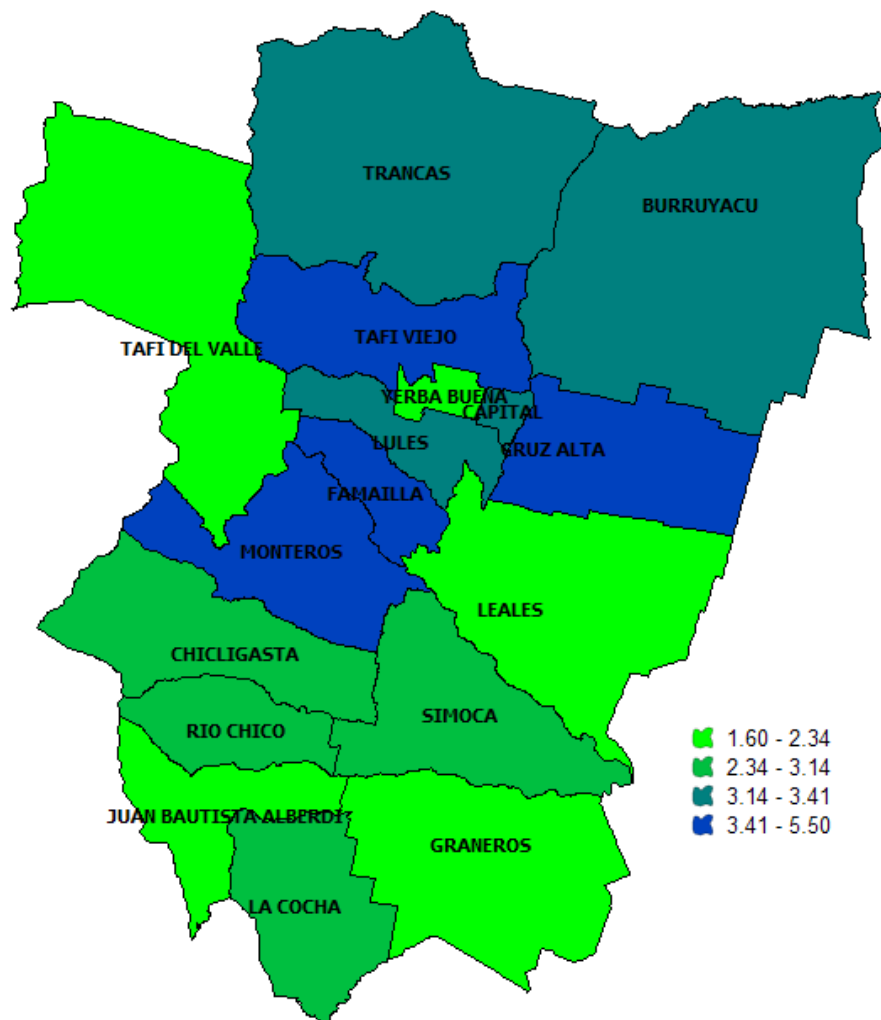 TRANCAS
BURRUYACU
TAFI VIEJO
TAFI DEL VALLE
YERBA BUENA
CAPITAL
LULES
CRUZ ALTA
FAMAILLA
MONTEROS
LEALES
CHICLIGASTA
SIMOCA
RIO CHICO
JUAN BAUTISTA ALBERDI
GRANEROS
LA COCHA
1.60 - 2.34
2.34 - 3.14
3.14 - 3.41
3.41 - 5.50